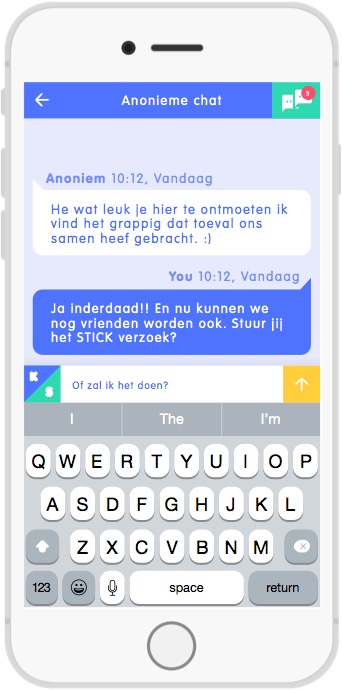 Anonieme chat
3
Anoniem 10:12, Vandaag
He wat leuk je hier te ontmoeten ik
vind het grappig dat toeval ons
samen heef gebracht. :)
You 10:12, Vandaag
Ja inderdaad!! En nu kunnen we
nog vrienden worden ook. Stuur jij
het STICK verzoek?
K
S
Of zal ik het doen?
I The I'm
Q W E R T Y U I O P
A S D F G H J K L
Z X C V B N M
123 space return